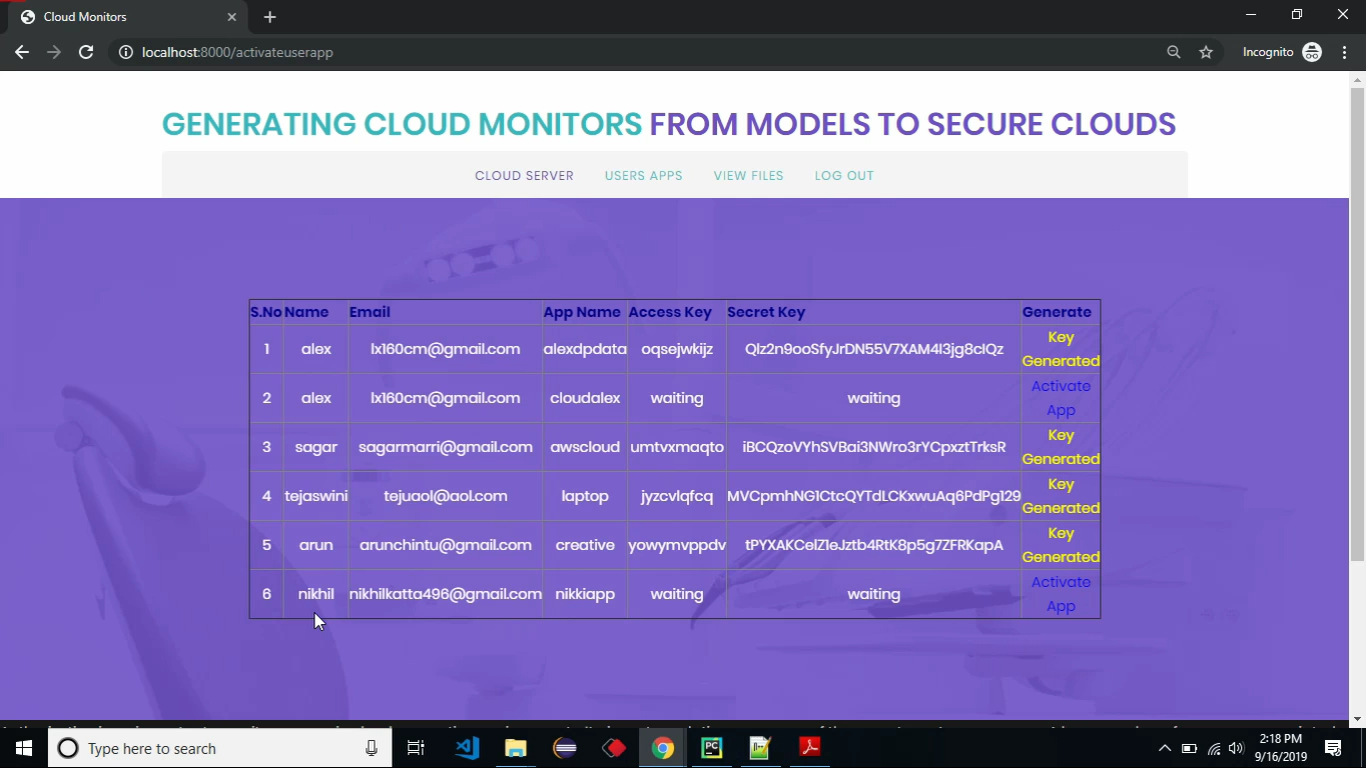 Cloud Monitors
localhost:8000/activateuserapp
Incognito
GENERATING CLOUD MONITORS FROM MODELS TO SECURE CLOUDS
CLOUD SERVER USERS APPS VIEW FILES LOG OUT
S.No Name Email App Name Access Key Secret Key Generate
1 alex lx160cm@gmail.com alexdpdata oqsejwkijz Qlz2n9ooSfyJrDN55V7XAM4I3jg8cIQz Key Generated
2 alex lx160cm@gmail.com cloudalex waiting waiting Activate App
3 sagar sagarmarri@gmail.com awscloud umtvxmaqto iBCQzoVYhSVBai3NWro3rYCpxztTrksR Key Generated
4 tejaswini tejuaol@aol.com laptop jyzcvlqfcq MVCpmhNG1CtcQYTdLCKxwuAq6PdPg129 Key Generated
5 arun arunchintu@gmail.com creative yowymvppdv tPYXAKCelZIeJztb4RtK8p5g7ZFRKapA Key Generated
6 nikhil nikhilkatta496@gmail.com nikkiapp waiting waiting Activate App
Type here to search
2:18 PM
9/16/2019